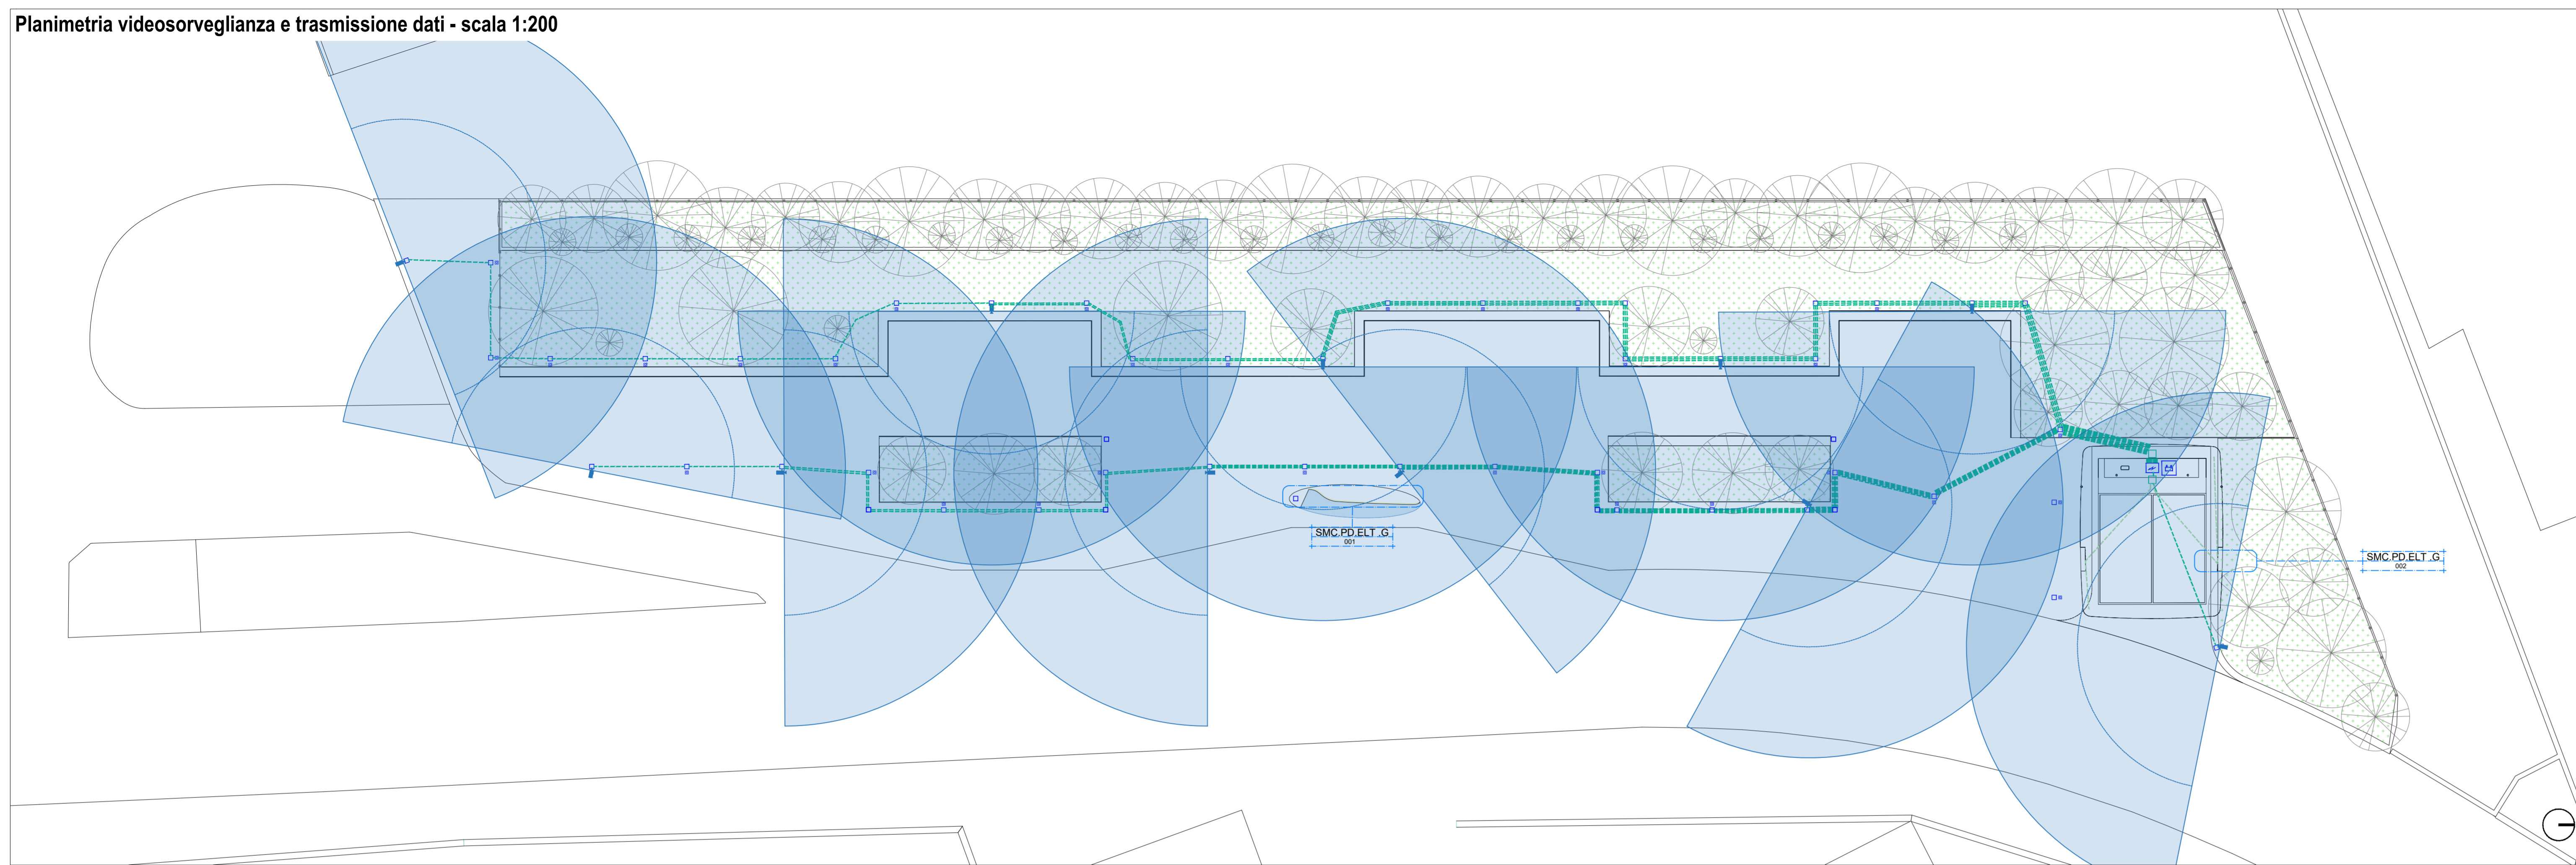 Planimetria videosorveglianza e trasmissione dati - scala 1:200
SMC.PD.ELT .G
001
SMC.PD.ELT .G
002